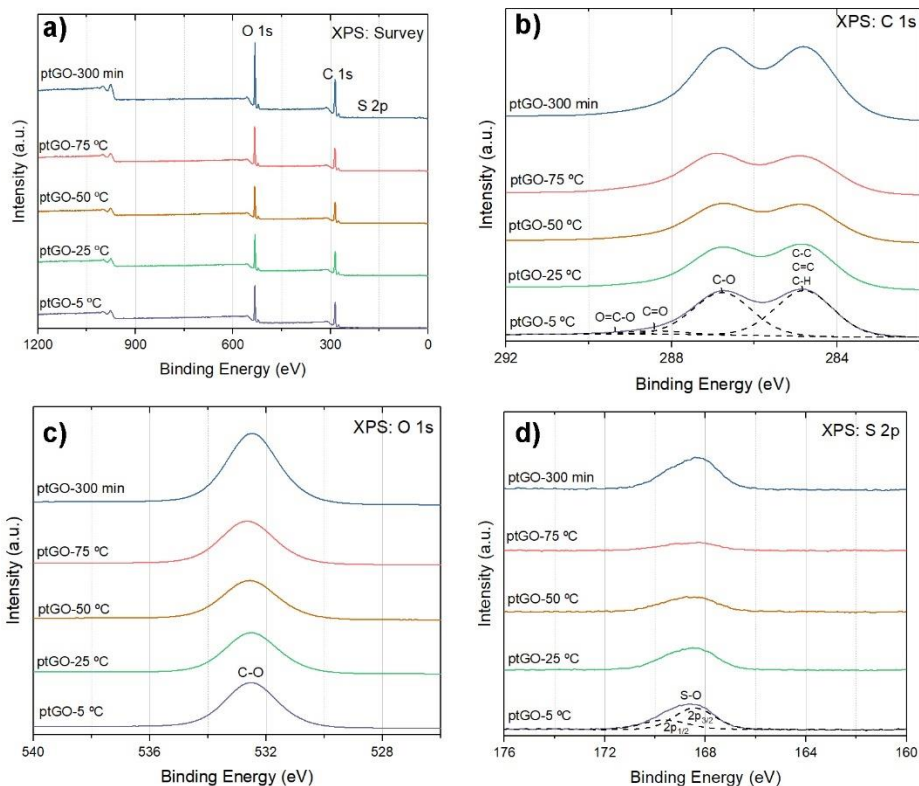 a)
XPS: Survey
O 1s
C 1s
S 2p
ptGO-300 min
ptGO-75 ºC
ptGO-50 ºC
ptGO-25 ºC
ptGO-5 ºC
Intensity (a.u.)
1200 900 600 300 0
Binding Energy (eV)
b)
XPS: C 1s
ptGO-300 min
ptGO-75 ºC
ptGO-50 ºC
ptGO-25 ºC
C-C
C=C
C-H
C-O
C=O
O=C-O
ptGO-5 ºC
Intensity (a.u.)
292 288 284
Binding Energy (eV)
c)
XPS: O 1s
ptGO-300 min
ptGO-75 ºC
ptGO-50 ºC
ptGO-25 ºC
C-O
ptGO-5 ºC
Intensity (a.u.)
540 536 532 528
Binding Energy (eV)
d)
XPS: S 2p
ptGO-300 min
ptGO-75 ºC
ptGO-50 ºC
ptGO-25 ºC
S-O
ptGO-5 ºC
2p3/2
2p1/2
Intensity (a.u.)
176 172 168 164 160
Binding Energy (eV)